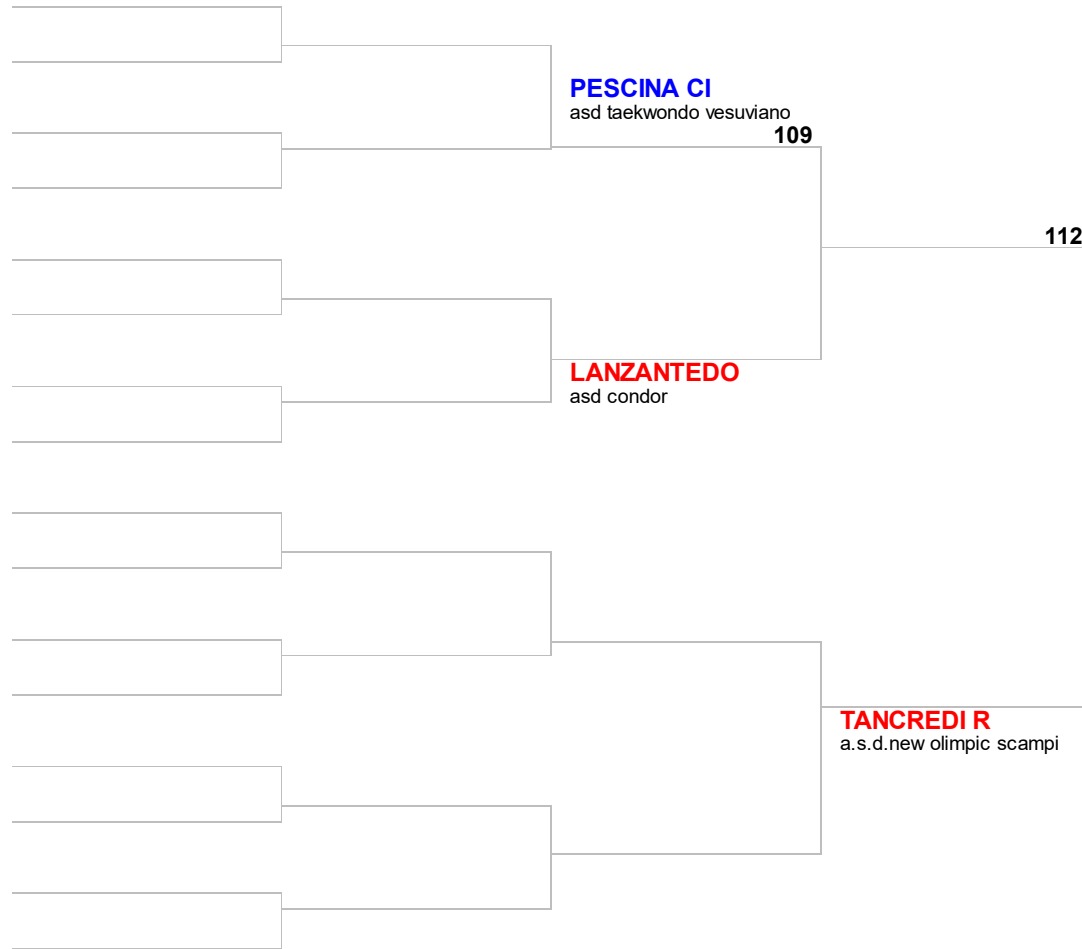 PESCINA CI
asd taekwondo vesuviano
109
112
LANZANTEDO
asd condor
TANCREDI R
a.s.d.new olimpic scampi